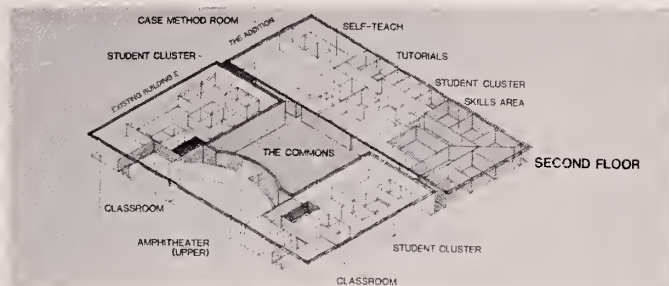 CASE METHOD ROOM
SELF-TEACH
THE ADDITION
TUTORIALS
STUDENT CLUSTER
STUDENT CLUSTER
EXISTING BUILDING E
SKILLS AREA
THE COMMONS
SECOND FLOOR
CLASSROOM
AMPHITHEATER
(UPPER)
STUDENT CLUSTER
CLASSROOM